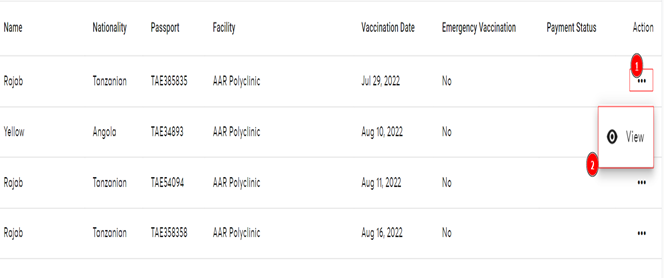 Name Nationality Passport Facility Vaccination Date Emergency Vaccination Payment Status Action
1
Rajab Tanzanian TAE385835 AAR Polyclinic Jul 29, 2022 No ...
Yellow Angola TAE34893 AAR Polyclinic Aug 10, 2022 No
View
2
Rajab Tanzanian TAE54094 AAR Polyclinic Aug 11, 2022 No ...
Rajab Tanzanian TAE358358 AAR Polyclinic Aug 16, 2022 No ...